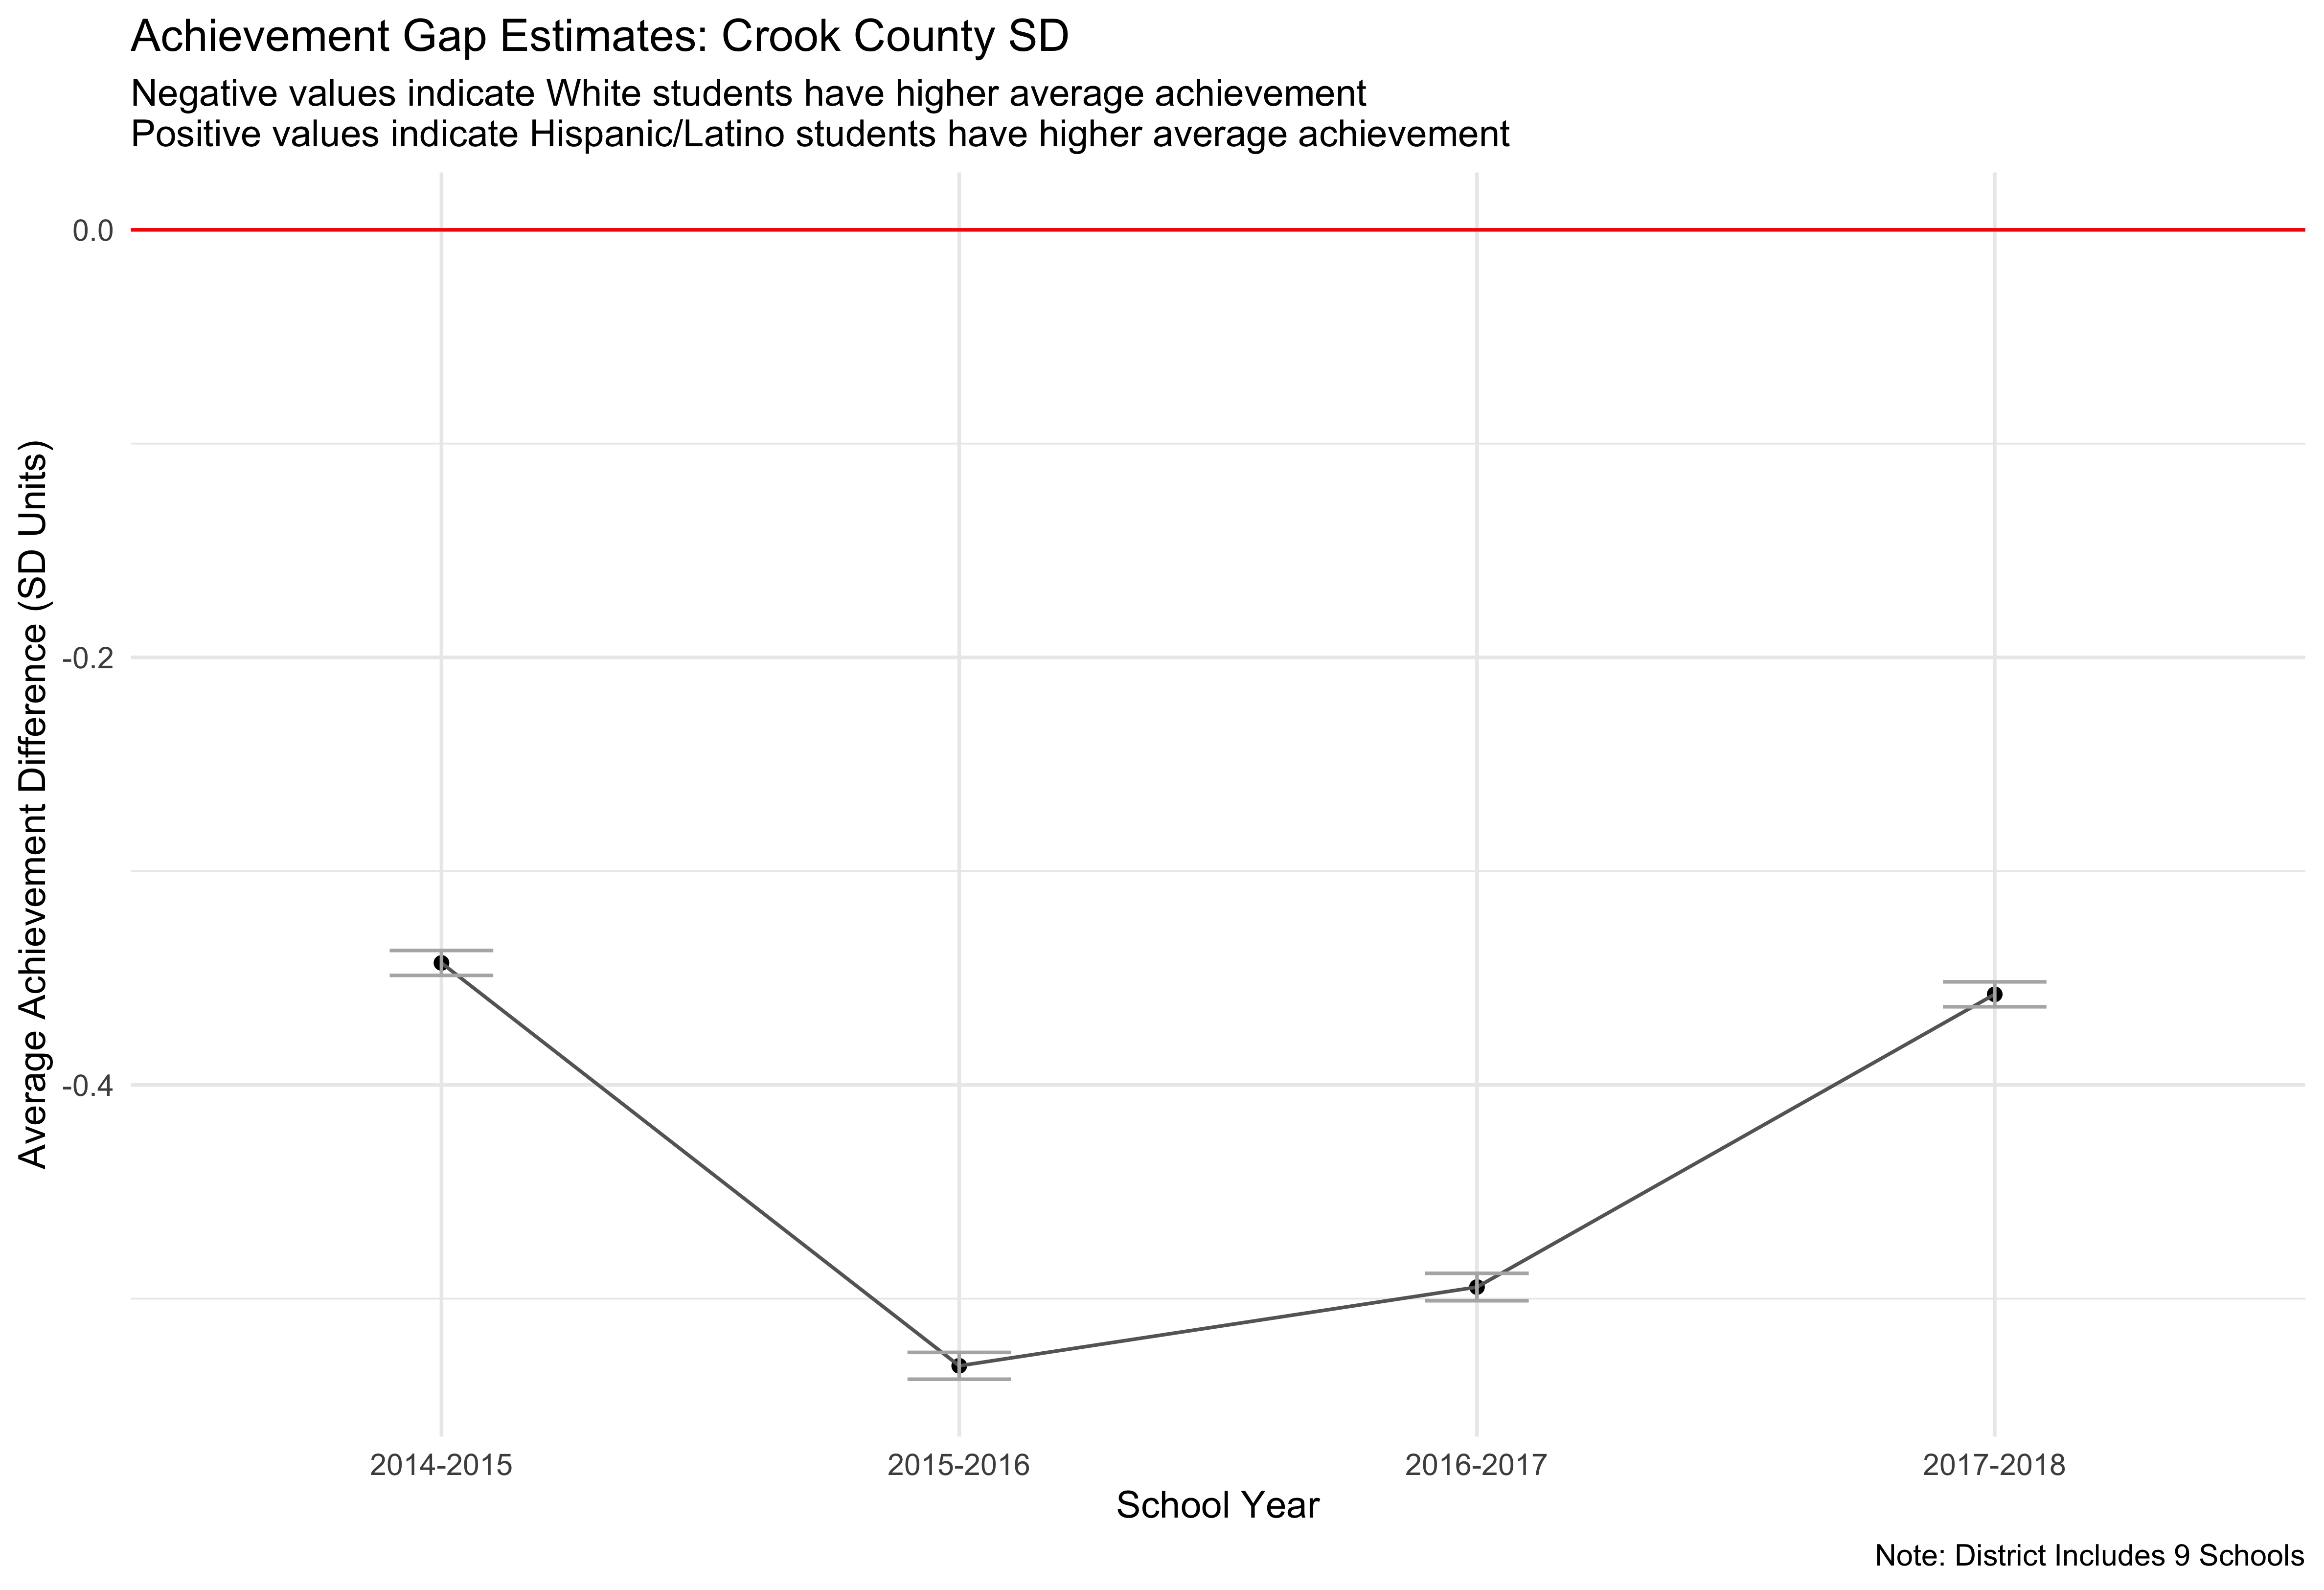 Achievement Gap Estimates: Crook County SD
Negative values indicate White students have higher average achievement
Positive values indicate Hispanic/Latino students have higher average achievement
Average Achievement Difference (SD Units)
0.0
-0.2
-0.4
2014-2015
2015-2016
2016-2017
2017-2018
School Year
Note: District Includes 9 Schools